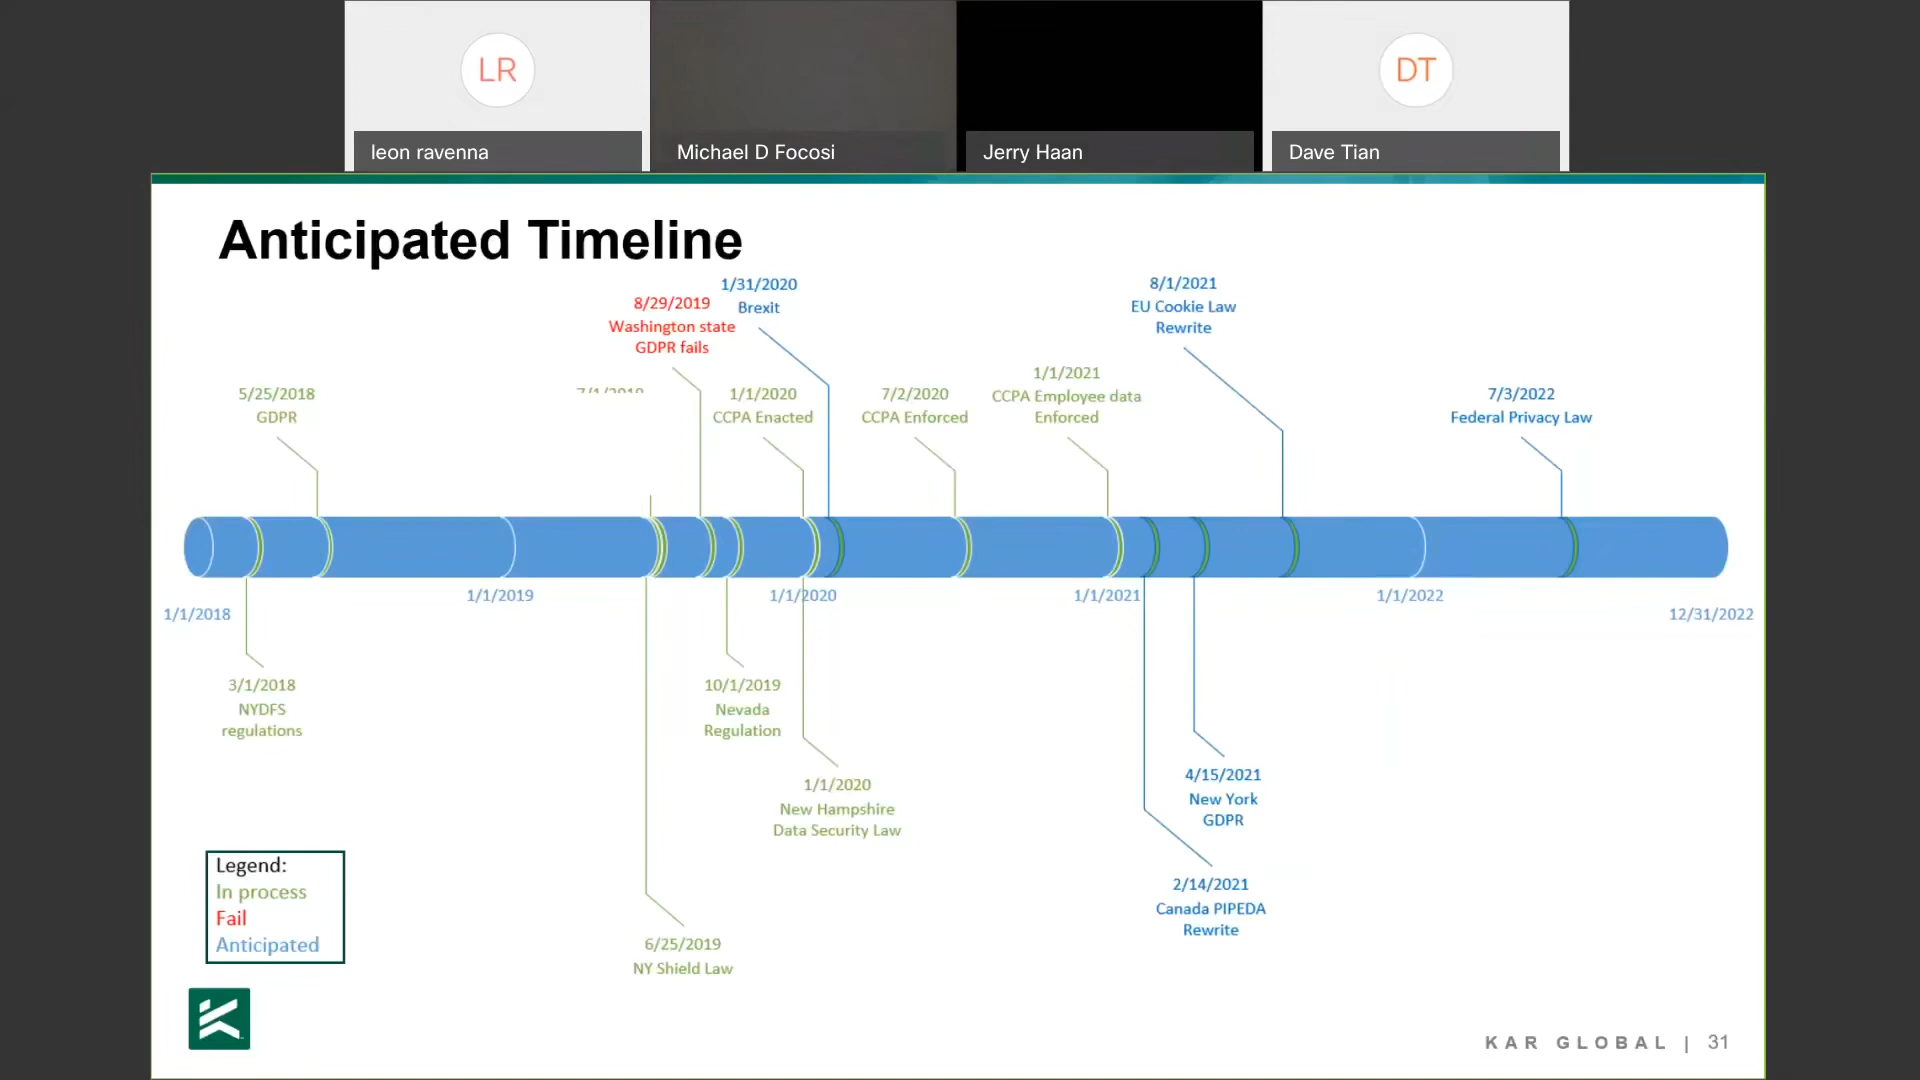 LR
DT
leon ravenna
Michael D Focosi
Jerry Haan
Dave Tian
Anticipated Timeline
1/31/2020
Brexit
8/29/2019
Washington state
GDPR fails
8/1/2021
EU Cookie Law
Rewrite
5/25/2018
GDPR
1/1/2020
CCPA Enacted
7/2/2020
CCPA Enforced
1/1/2021
CCPA Employee data
Enforced
7/3/2022
Federal Privacy Law
1/1/2018
1/1/2019
1/1/2020
1/1/2021
1/1/2022
12/31/2022
3/1/2018
NYDFS
regulations
10/1/2019
Nevada
Regulation
1/1/2020
New Hampshire
Data Security Law
4/15/2021
New York
GDPR
2/14/2021
Canada PIPEDA
Rewrite
6/25/2019
NY Shield Law
Legend:
In process
Fail
Anticipated
KAR GLOBAL | 31